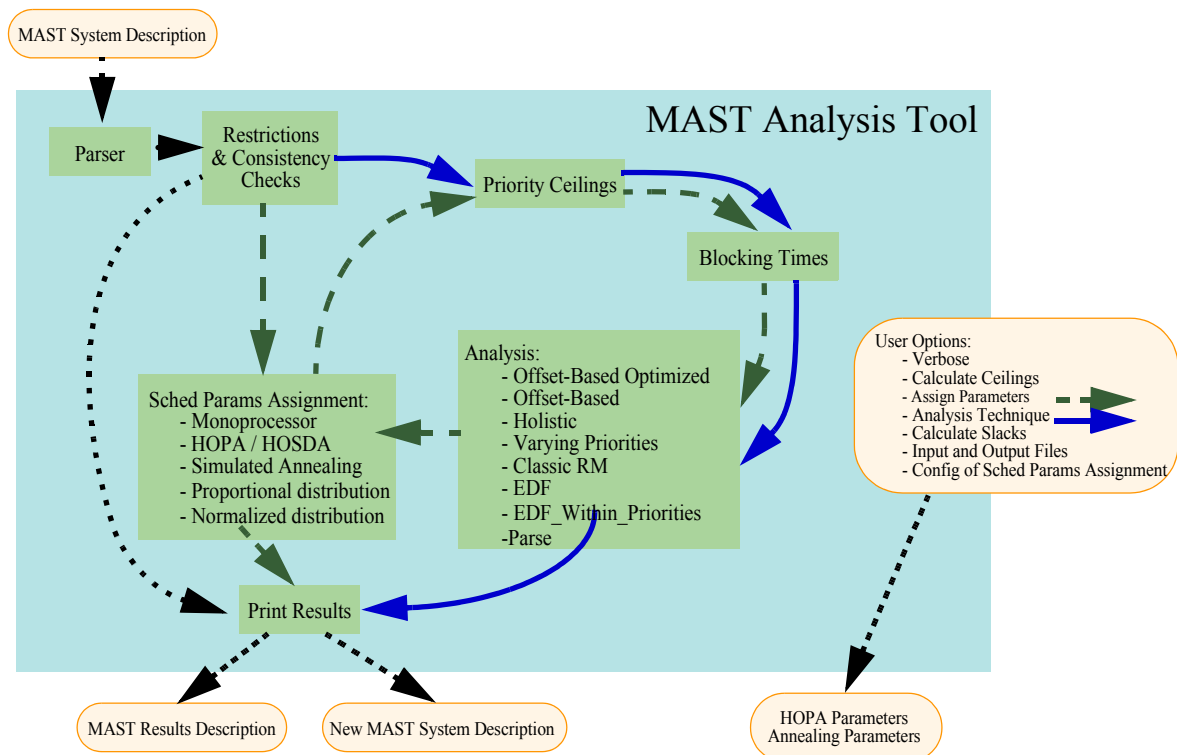 MAST System Description
MAST Analysis Tool
Parser
Restrictions
& Consistency
Checks
Priority Ceilings
Blocking Times
User Options:
- Verbose
- Calculate Ceilings
- Assign Parameters
- Analysis Technique
- Calculate Slacks
- Input and Output Files
- Config of Sched Params Assignment
Analysis:
- Offset-Based Optimized
- Offset-Based
- Holistic
- Varying Priorities
- Classic RM
- EDF
- EDF_Within_Priorities
-Parse
Sched Params Assignment:
- Monoprocessor
- HOPA / HOSDA
- Simulated Annealing
- Proportional distribution
- Normalized distribution
Print Results
MAST Results Description
New MAST System Description
HOPA Parameters
Annealing Parameters